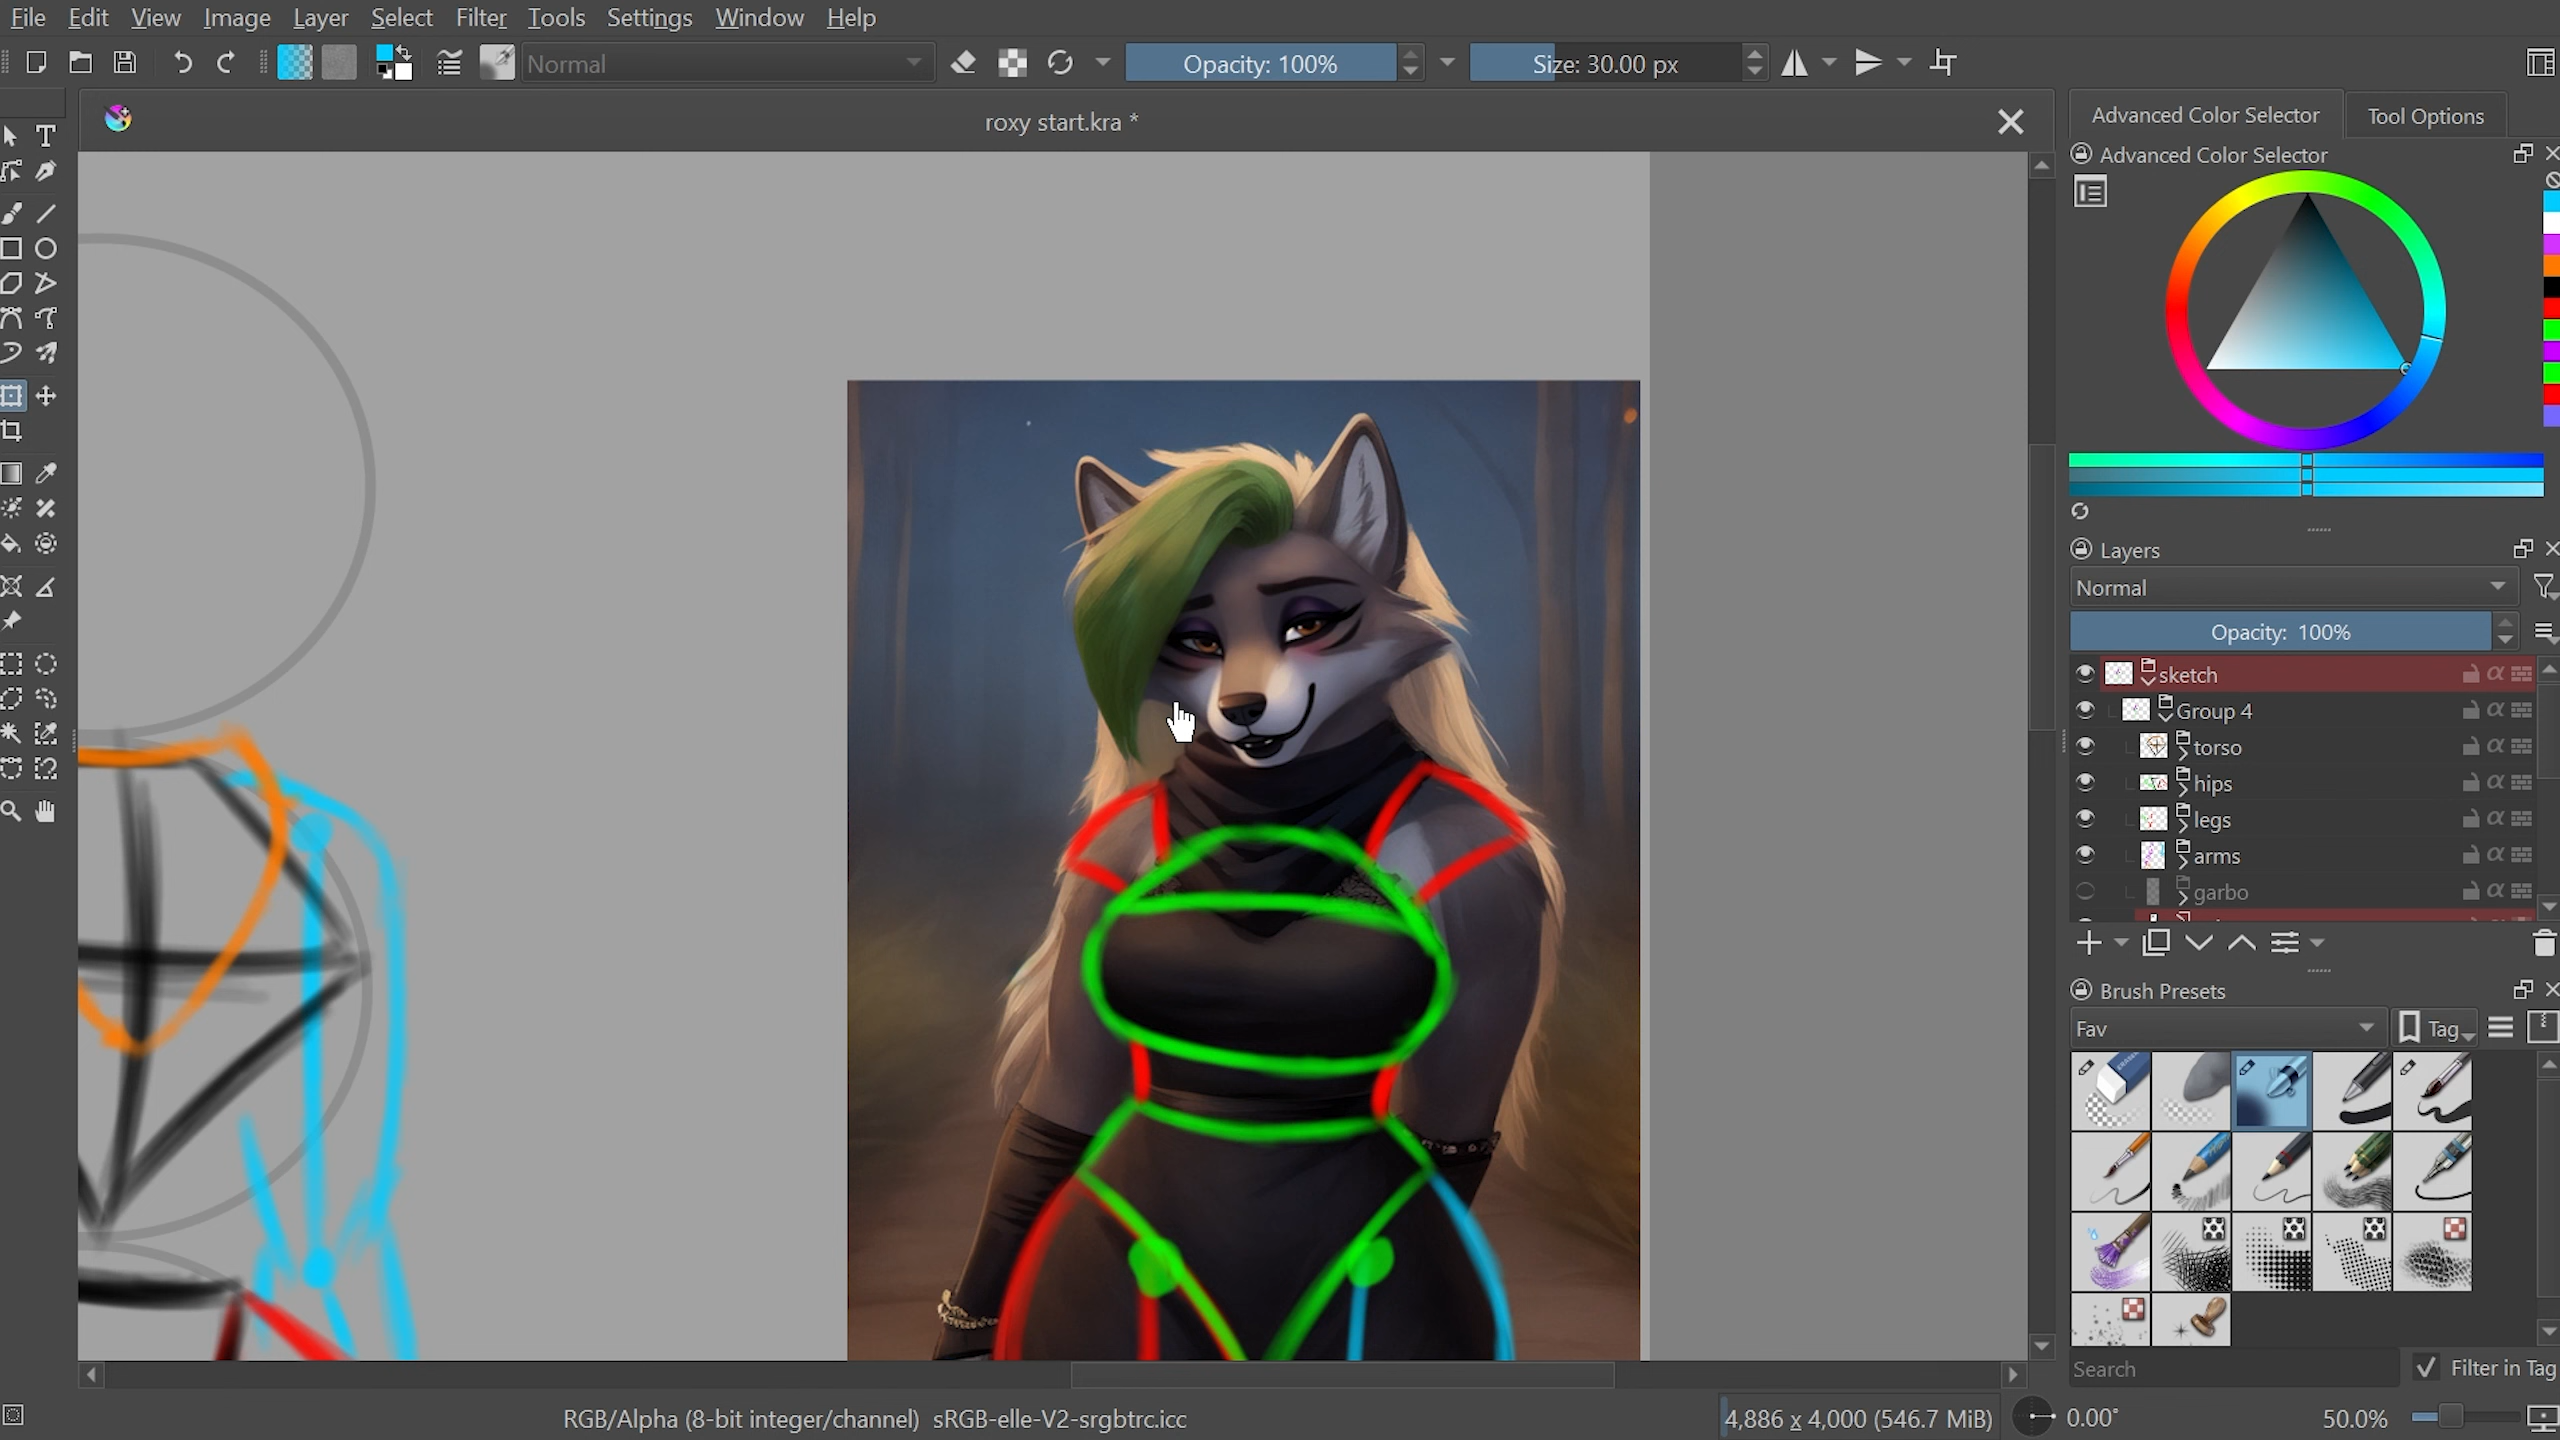 File Edit View Image Layer Select Filter Tools Settings Window Help
Normal Opacity: 100% Size: 30.00 px
roxy start.kra *
Advanced Color Selector Tool Options
Advanced Color Selector
Layers
Normal
Opacity: 100%
sketch
Group 4
torso
hips
legs
arms
garbo
Brush Presets
Fav Tag
Search Filter in Tag
RGB/Alpha (8-bit integer/channel) sRGB-elle-V2-srgbtrc.icc 4,886 x 4,000 (546.7 MiB) 0.00° 50.0%